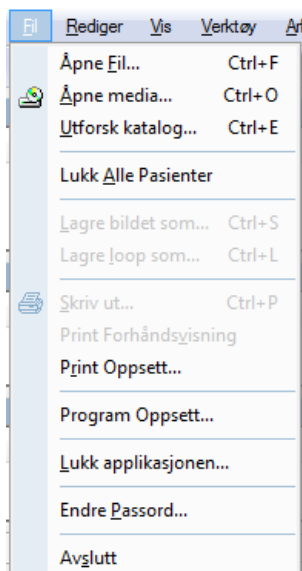 Fil Rediger Vis Verktøy
Åpne Fil... Ctrl+F
Åpne media... Ctrl+O
Utforsk katalog... Ctrl+E
Lukk Alle Pasienter
Lagre bildet som... Ctrl+S
Lagre loop som... Ctrl+L
Skriv ut... Ctrl+P
Print Forhåndsvisning
Print Oppsett...
Program Oppsett...
Lukk applikasjonen...
Endre Passord...
Avslutt